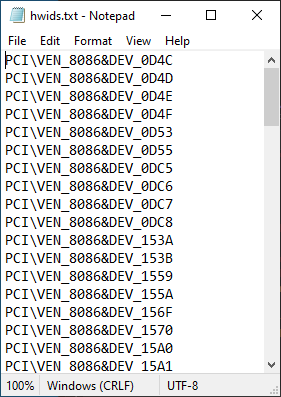 hwids.txt - Notepad
File Edit Format View Help
PCI\VEN_8086&DEV_0D4C
PCI\VEN_8086&DEV_0D4D
PCI\VEN_8086&DEV_0D4E
PCI\VEN_8086&DEV_0D4F
PCI\VEN_8086&DEV_0D53
PCI\VEN_8086&DEV_0D55
PCI\VEN_8086&DEV_0DC5
PCI\VEN_8086&DEV_0DC6
PCI\VEN_8086&DEV_0DC7
PCI\VEN_8086&DEV_0DC8
PCI\VEN_8086&DEV_153A
PCI\VEN_8086&DEV_153B
PCI\VEN_8086&DEV_1559
PCI\VEN_8086&DEV_155A
PCI\VEN_8086&DEV_156F
PCI\VEN_8086&DEV_1570
PCI\VEN_8086&DEV_15A0
PCI\VEN_8086&DEV_15A1
100% Windows (CRLF) UTF-8